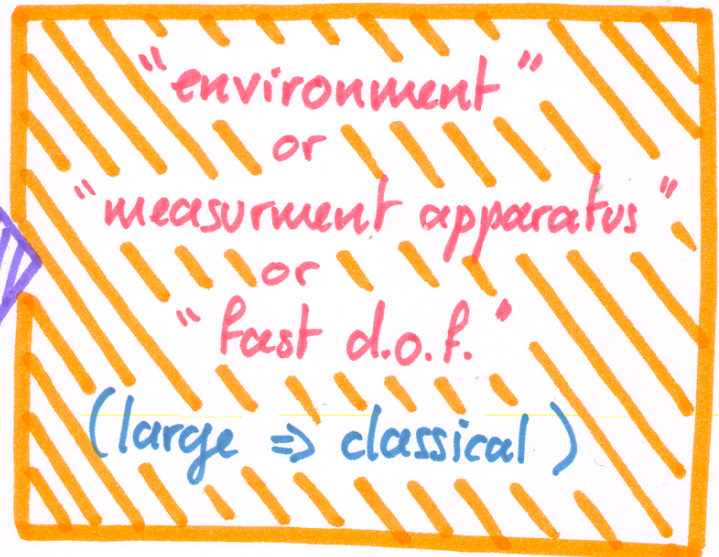 "environment"
or
"measurment apparatus"
or
"fast d.o.f."
(large => classical)